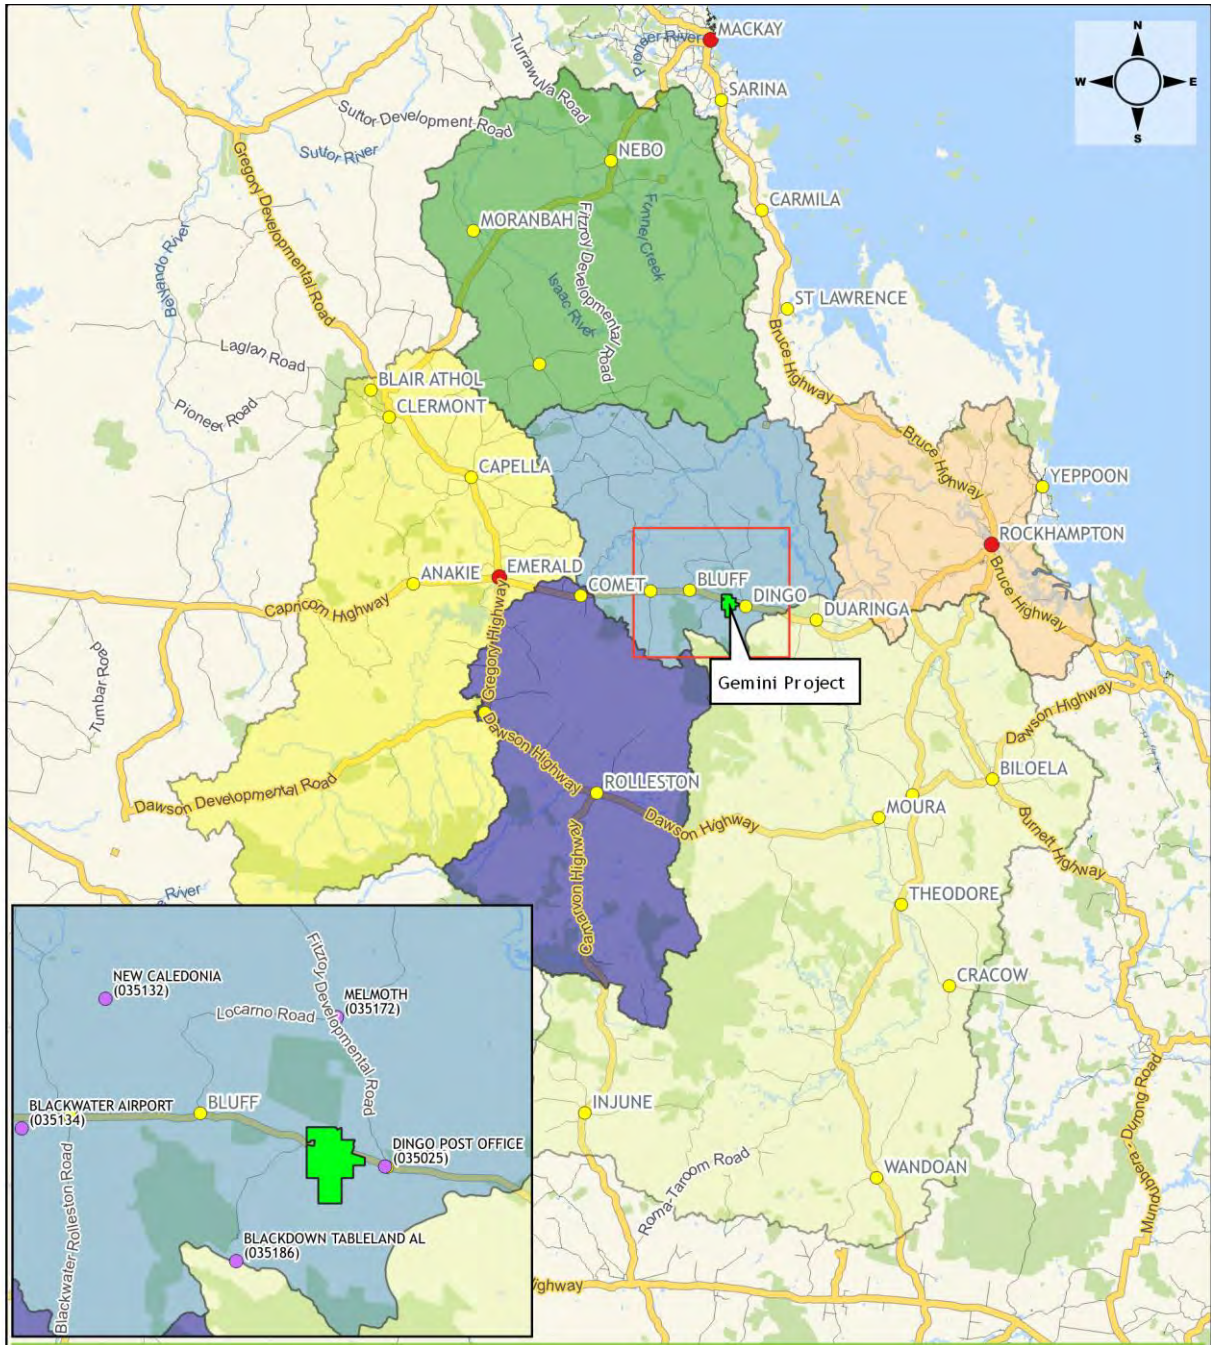 MACKAY
Pioneer River
N
W
E
S
Turrawulla Road
SARINA
Suttor Development Road
Suttor River
NEBO
Gregory Developmental Road
CARMILA
MORANBAH
Fitzroy Developmental Road
Funnel Creek
Belyando River
Isaac River
ST LAWRENCE
Bruce Highway
Laglan Road
BLAIR ATHOL
Pioneer Road
CLERMONT
Bruce Highway
CAPELLA
YEPPOON
ROCKHAMPTON
EMERALD
ANAKIE
COMET
BLUFF
DINGO
DUARINGA
Capricorn Highway
Bruce Highway
Gregory Highway
Tumbar Road
Gemini Project
Dawson Highway
Dawson Highway
BILOELA
ROLLESTON
Dawson Developmental Road
MOURA
Dawson Highway
Burnett Highway
Carnarvon Highway
River
THEODORE
CRACOW
Fitzroy Developmental Road
NEW CALEDONIA
(035132)
MELMOTH
(035172)
Locarno Road
BLACKWATER AIRPORT
(035134)
BLUFF
DINGO POST OFFICE
(035025)
Blackwater-Rolleston Road
BLACKDOWN TABLELAND AL
(035186)
INJUNE
Roma-Taroom Road
WANDOAN
Mundubbera - Durong Road
ighway